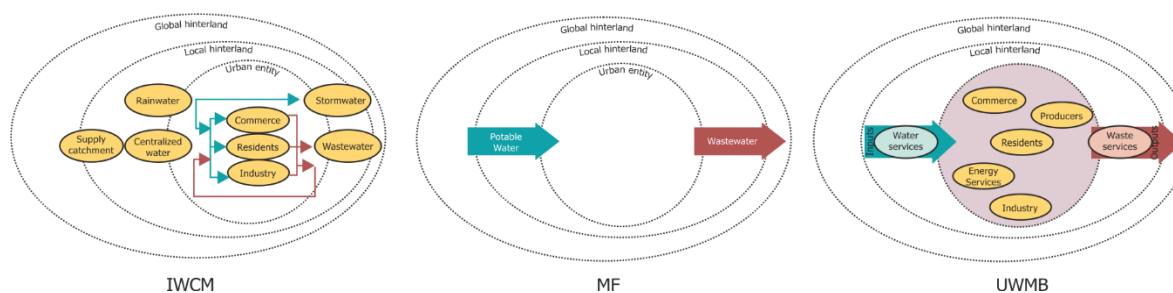 Global hinterland
Local hinterland
Urban entity
Rainwater
Stormwater
Commerce
Supply
catchment
Centralized
water
Residents
Wastewater
Industry
IWCM
Global hinterland
Local hinterland
Urban entity
Potable
Water
Wastewater
MF
Global hinterland
Local hinterland
Commerce
Producers
Inputs
Water
services
Residents
Waste
services
Outputs
Energy
Services
Industry
UWMB